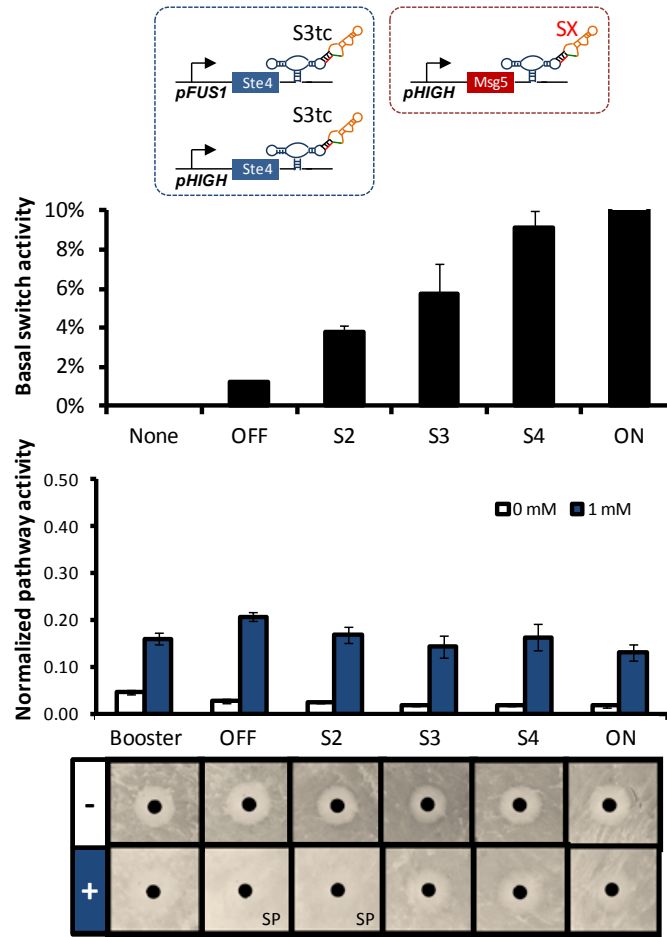 S3tc
pFUS1 Ste4
S3tc
pHIGH Ste4
SX
pHIGH Msg5
Basal switch activity
10%
8%
6%
4%
2%
0%
None OFF S2 S3 S4 ON
Normalized pathway activity
0.50
0.40
0.30
0.20
0.10
0.00
0 mM 1 mM
Booster OFF S2 S3 S4 ON
-
+
SP SP